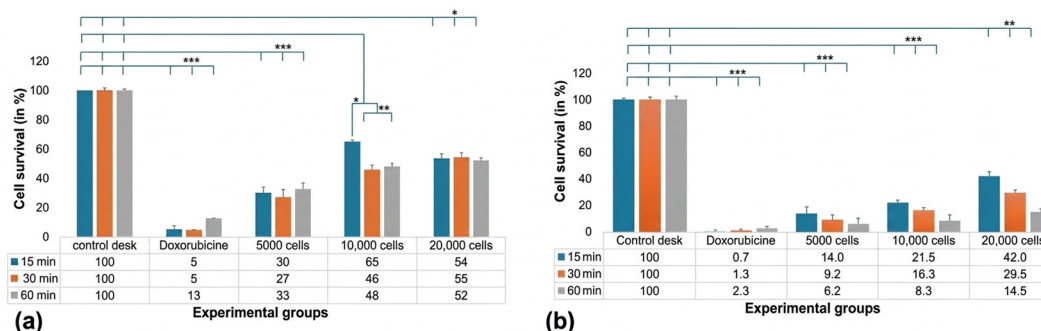 *
***
***
* **
Cell survival (in %)
120
100
80
60
40
20
0
control desk Doxorubicine 5000 cells 10,000 cells 20,000 cells
15 min 100 5 30 65 54
30 min 100 5 27 46 55
60 min 100 13 33 48 52
Experimental groups
(a)
**
***
***
***
Cell survival (in %)
120
100
80
60
40
20
0
Control desk Doxorubicine 5000 cells 10,000 cells 20,000 cells
15 min 100 0.7 14.0 21.5 42.0
30 min 100 1.3 9.2 16.3 29.5
60 min 100 2.3 6.2 8.3 14.5
Experimental groups
(b)